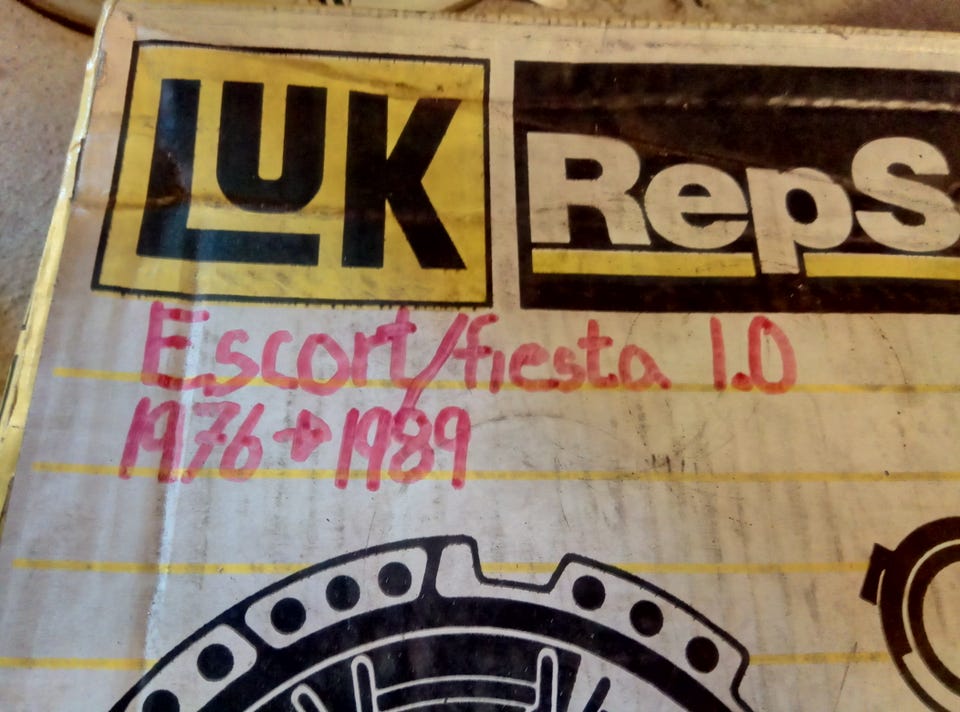 LUK
RepS
Escort/fiesta 1.0
1976→1989